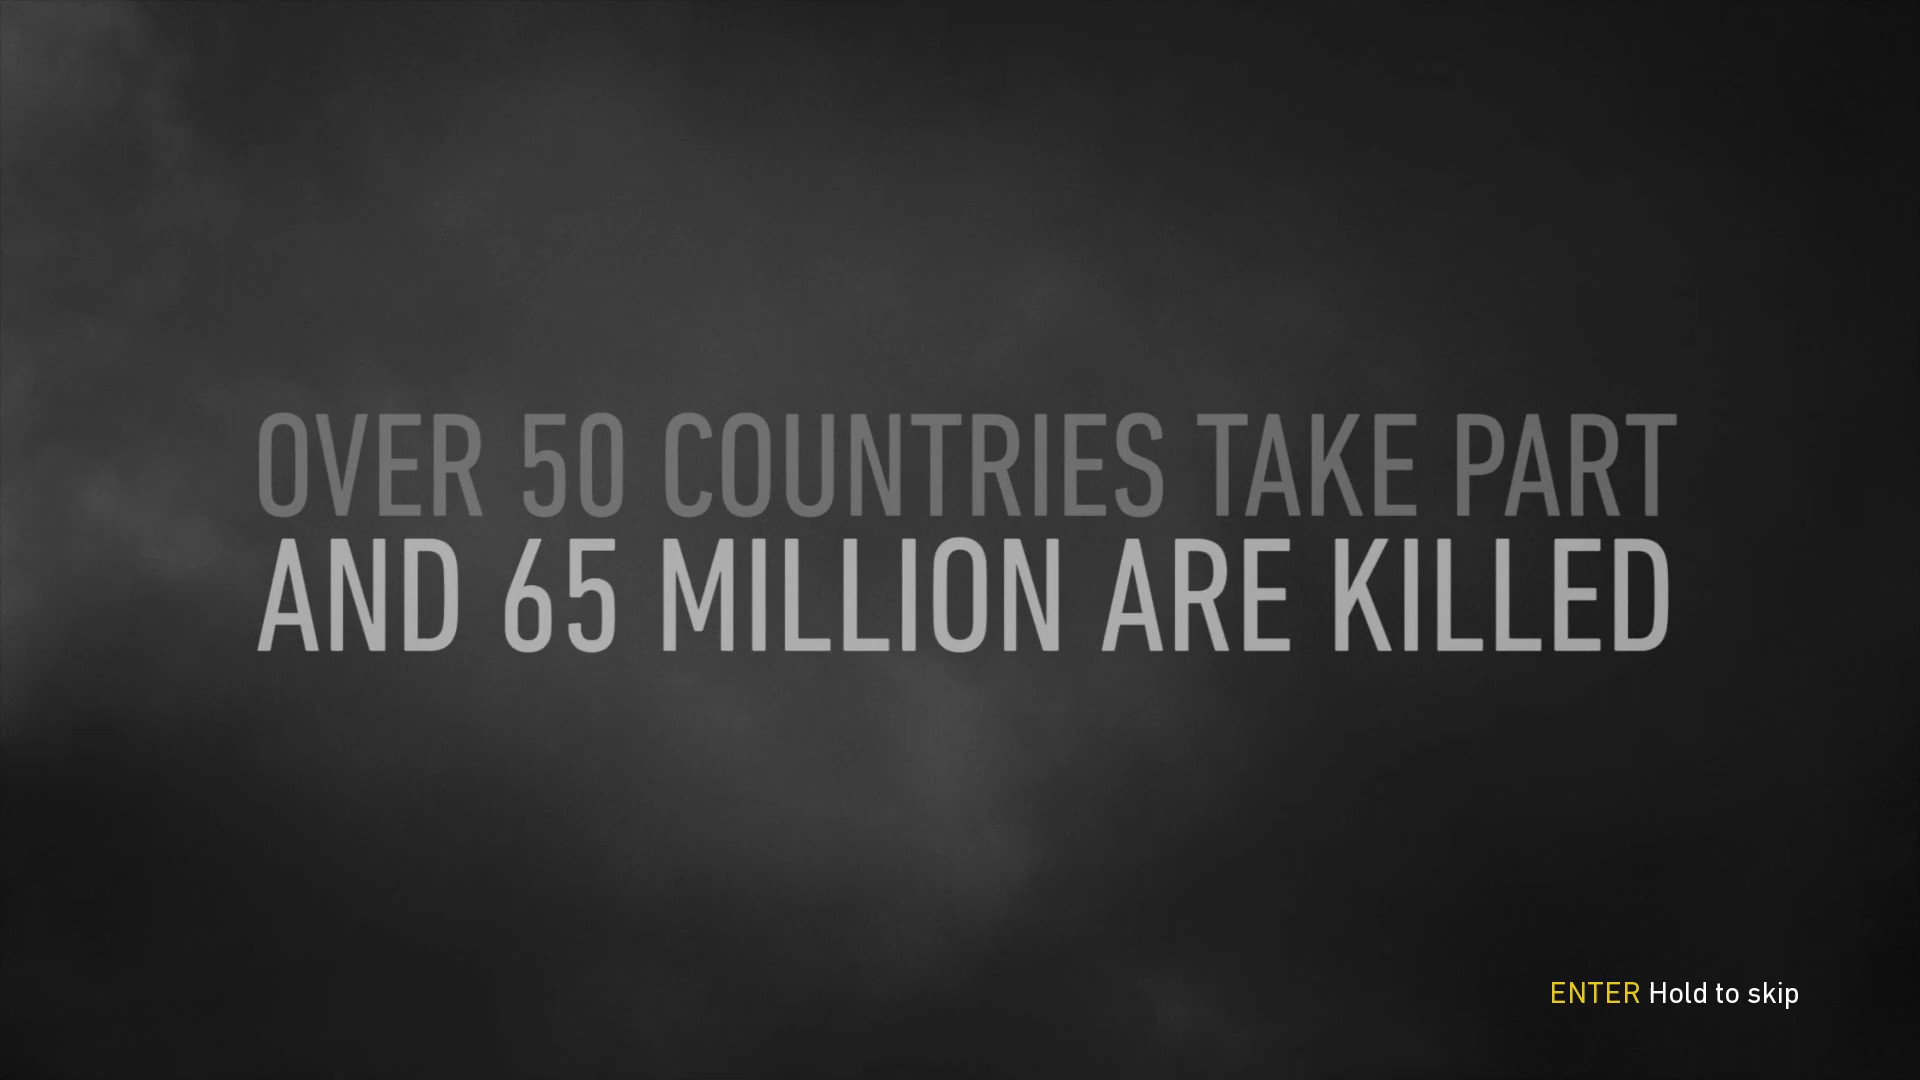 OVER 50 COUNTRIES TAKE PART
AND 65 MILLION ARE KILLED
ENTER Hold to skip